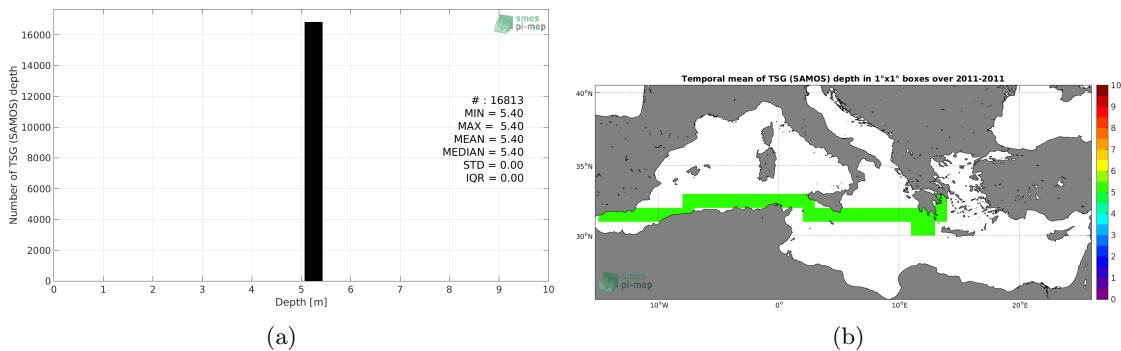 smos
pi-mep
16000
14000
12000
10000
8000
6000
4000
2000
0
Number of TSG (SAMOS) depth
# : 16813
MIN = 5.40
MAX = 5.40
MEAN = 5.40
MEDIAN = 5.40
STD = 0.00
IQR = 0.00
0 1 2 3 4 5 6 7 8 9 10
Depth [m]
(a)
Temporal mean of TSG (SAMOS) depth in 1°x1° boxes over 2011-2011
40°N
35°N
30°N
10°W 0° 10°E 20°E
smos
pi-mep
10
9
8
7
6
5
4
3
2
1
0
(b)